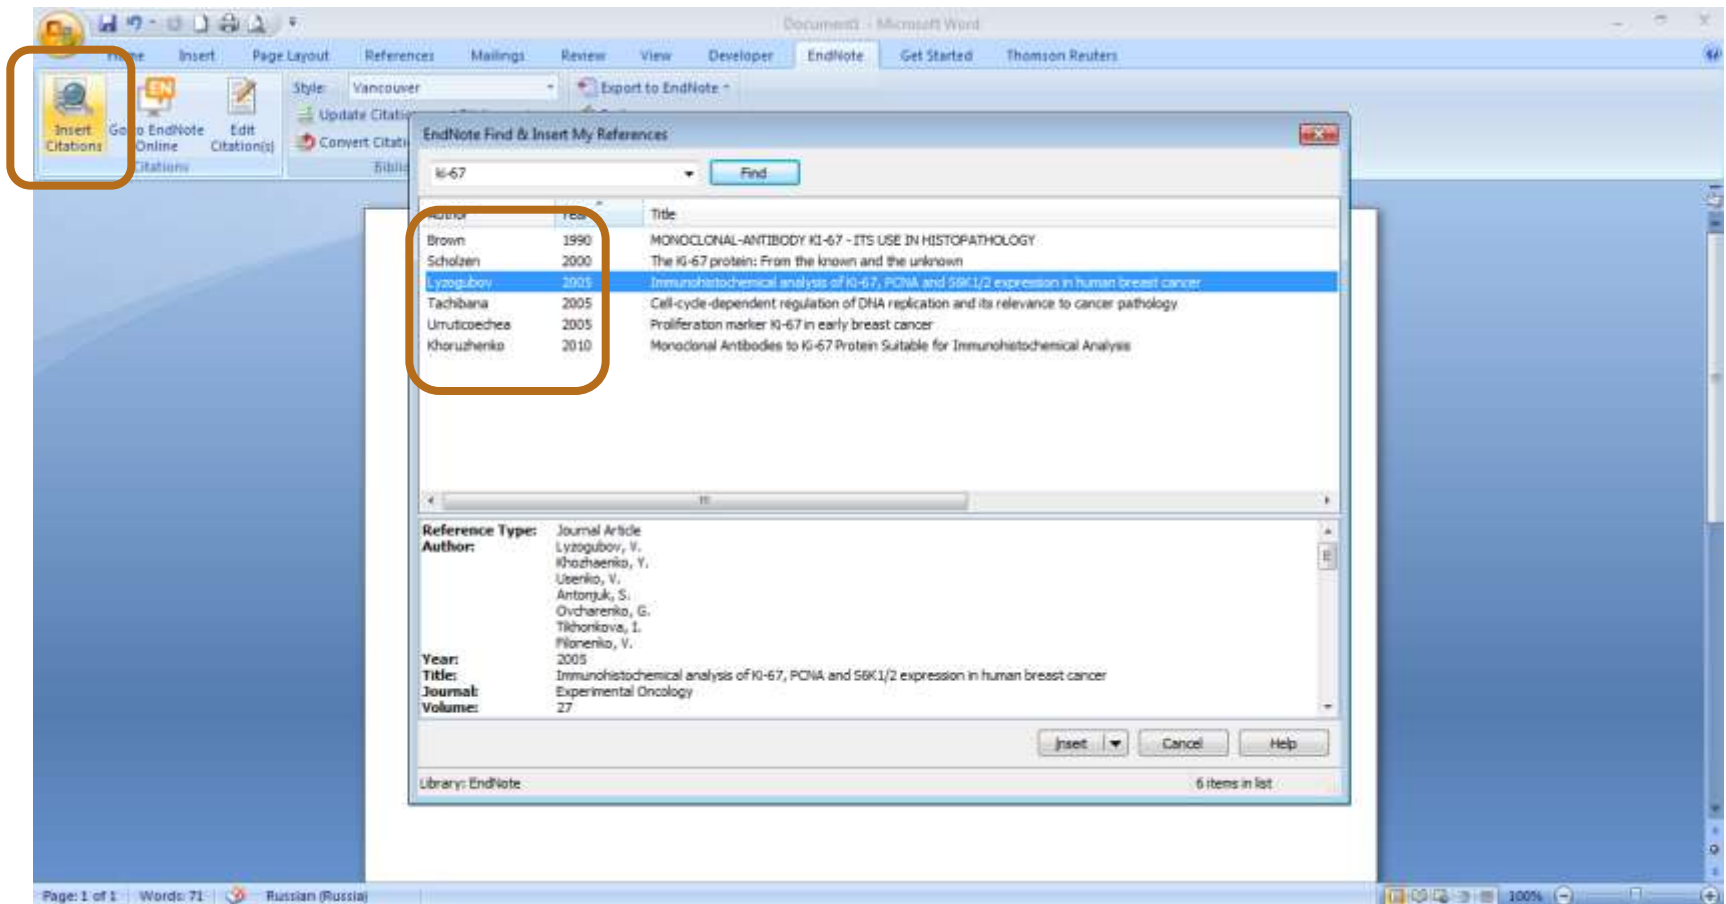 Document1 - Microsoft Word
Home Insert Page Layout References Mailings Review View Developer EndNote Get Started Thomson Reuters
Insert Citations
Go to EndNote Online
Edit Citation(s)
Citations
Style: Vancouver
Export to EndNote
Update Citatio
Convert Citati
Biblio
EndNote Find & Insert My References
ki-67 Find
Author Year Title
Brown 1990 MONOCLONAL-ANTIBODY KI-67 - ITS USE IN HISTOPATHOLOGY
Scholzen 2000 The Ki-67 protein: From the known and the unknown
Lyzogubov 2005 Immunohistochemical analysis of Ki-67, PCNA and S6K1/2 expression in human breast cancer
Tachibana 2005 Cell-cycle-dependent regulation of DNA replication and its relevance to cancer pathology
Urruticoechea 2005 Proliferation marker Ki-67 in early breast cancer
Khoruzhenko 2010 Monoclonal Antibodies to Ki-67 Protein Suitable for Immunohistochemical Analysis
Reference Type: Journal Article
Author: Lyzogubov, V.
Khozhaenko, Y.
Usenko, V.
Antonjuk, S.
Ovcharenko, G.
Tikhonkova, I.
Filonenko, V.
Year: 2005
Title: Immunohistochemical analysis of Ki-67, PCNA and S6K1/2 expression in human breast cancer
Journal: Experimental Oncology
Volume: 27
Insert Cancel Help
Library: EndNote 6 items in list
Page: 1 of 1 Words: 71 Russian (Russia) 100%